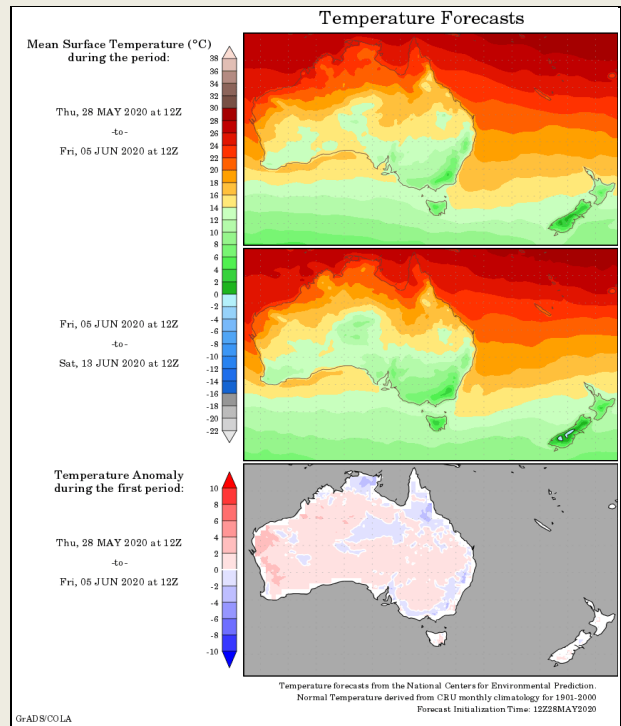 Temperature Forecasts
Mean Surface Temperature (°C)
during the period:
Thu, 28 MAY 2020 at 12Z
-to-
Fri, 05 JUN 2020 at 12Z
38
36
34
32
30
28
26
24
22
20
18
16
14
12
10
8
6
4
2
0
-2
-4
-6
-8
-10
-12
-14
-16
-18
-20
-22
Fri, 05 JUN 2020 at 12Z
-to-
Sat, 13 JUN 2020 at 12Z
Temperature Anomaly
during the first period:
Thu, 28 MAY 2020 at 12Z
-to-
Fri, 05 JUN 2020 at 12Z
10
8
6
4
2
0
-2
-4
-6
-8
-10
Temperature forecasts from the National Centers for Environmental Prediction.
Normal Temperature derived from CRU monthly climatology for 1901-2000
Forecast Initialization Time: 12Z28MAY2020
GrADS/COLA